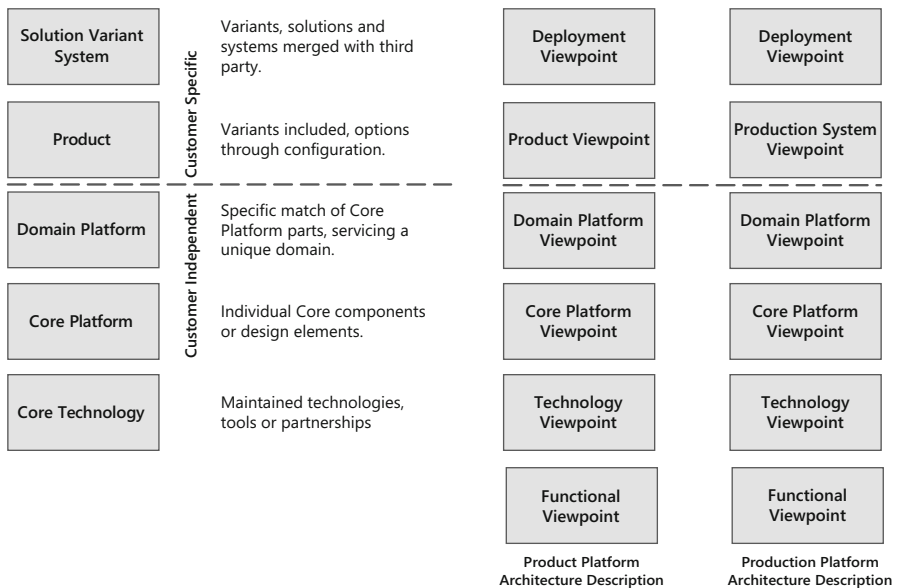 Solution Variant
System
Customer Specific
Variants, solutions and
systems merged with third
party.
Deployment
Viewpoint
Deployment
Viewpoint
Product
Variants included, options
through configuration.
Product Viewpoint
Production System
Viewpoint
Domain Platform
Customer Independent
Specific match of Core
Platform parts, servicing a
unique domain.
Domain Platform
Viewpoint
Domain Platform
Viewpoint
Core Platform
Individual Core components
or design elements.
Core Platform
Viewpoint
Core Platform
Viewpoint
Core Technology
Maintained technologies,
tools or partnerships
Technology
Viewpoint
Technology
Viewpoint
Functional
Viewpoint
Functional
Viewpoint
Product Platform
Architecture Description
Production Platform
Architecture Description